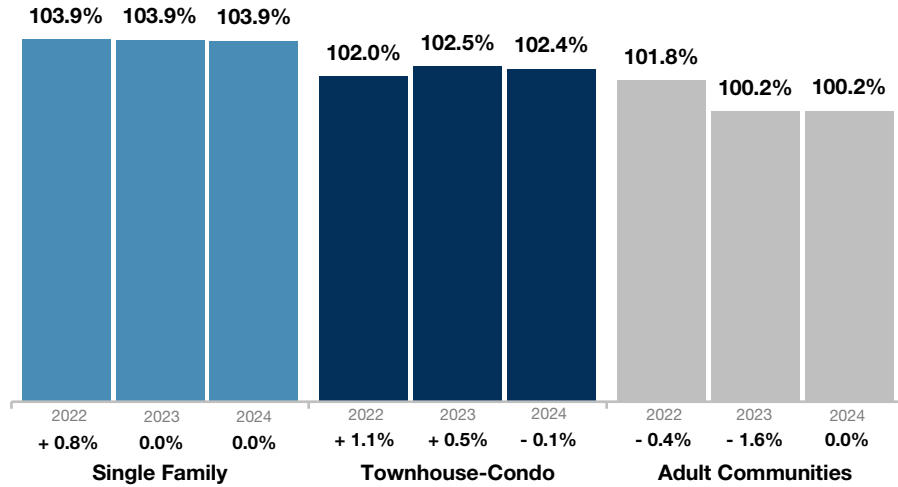 103.9% 103.9% 103.9%
102.0% 102.5% 102.4%
101.8% 100.2% 100.2%
2022 2023 2024 2022 2023 2024 2022 2023 2024
+ 0.8% 0.0% 0.0% + 1.1% + 0.5% - 0.1% - 0.4% - 1.6% 0.0%
Single Family Townhouse-Condo Adult Communities